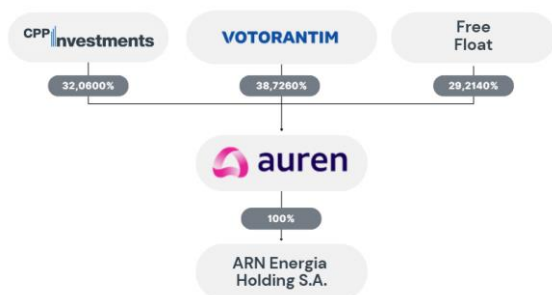 CPP Investments
VOTORANTIM
Free
Float
32,0600%
38,7260%
29,2140%
auren
100%
ARN Energia
Holding S.A.